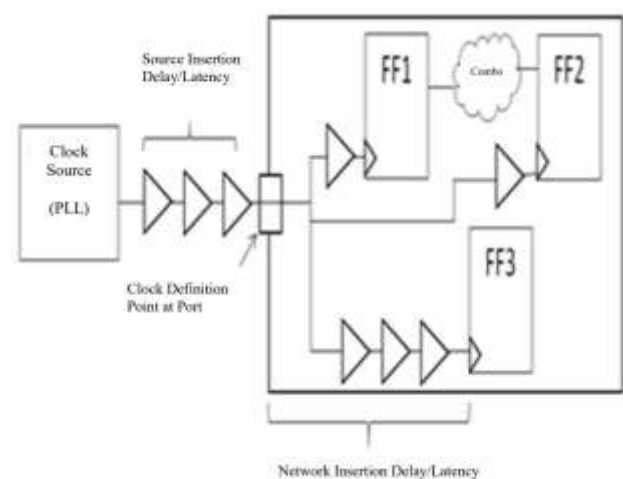 Source Insertion
Delay/Latency
FF1
Combo
FF2
Clock
Source
(PLL)
Clock Definition
Point at Port
FF3
Network Insertion Delay/Latency